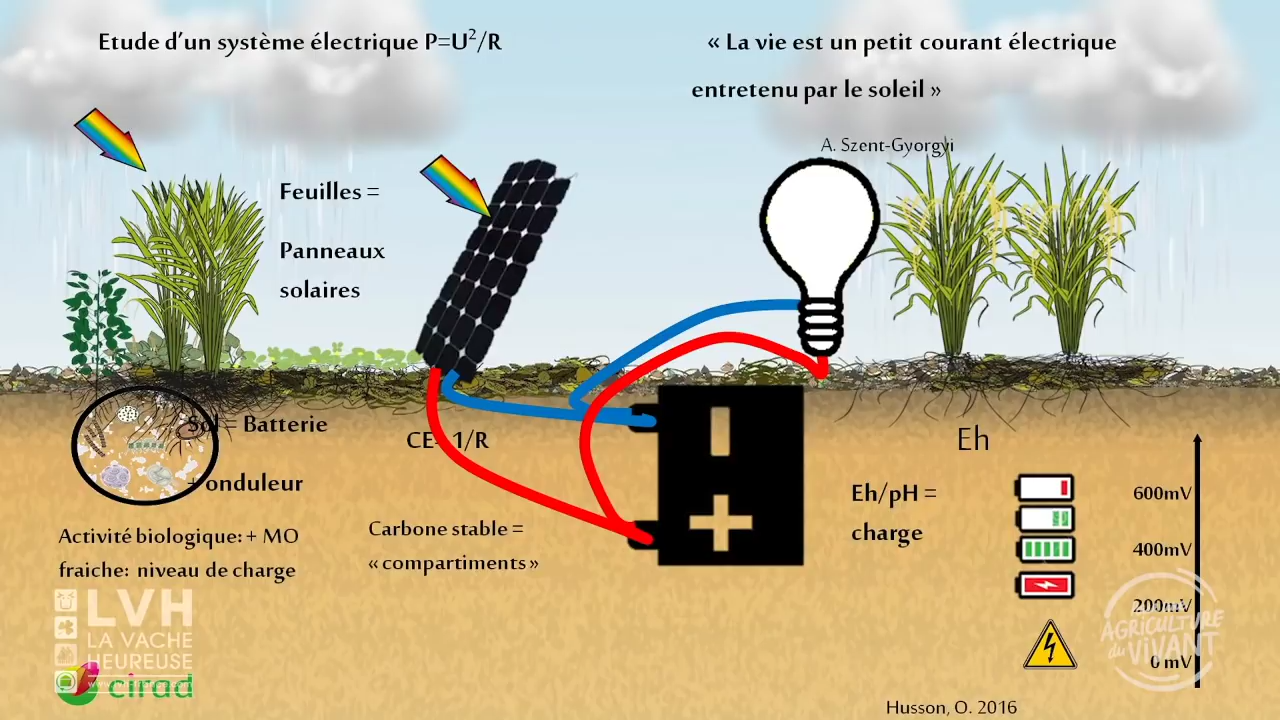 Etude d'un système électrique P=U²/R
« La vie est un petit courant électrique
entretenu par le soleil »
A. Szent-Gyorgyi
Feuilles =
Panneaux
solaires
Sol = Batterie
+ onduleur
CE= 1/R
Eh
Eh/pH =
charge
600mV
400mV
200mV
0 mV
Activité biologique: + MO
fraiche: niveau de charge
Carbone stable =
« compartiments »
LVH
LA VACHE
HEUREUSE
cirad
AGRICULTURE
du VIVANT
Husson, O. 2016